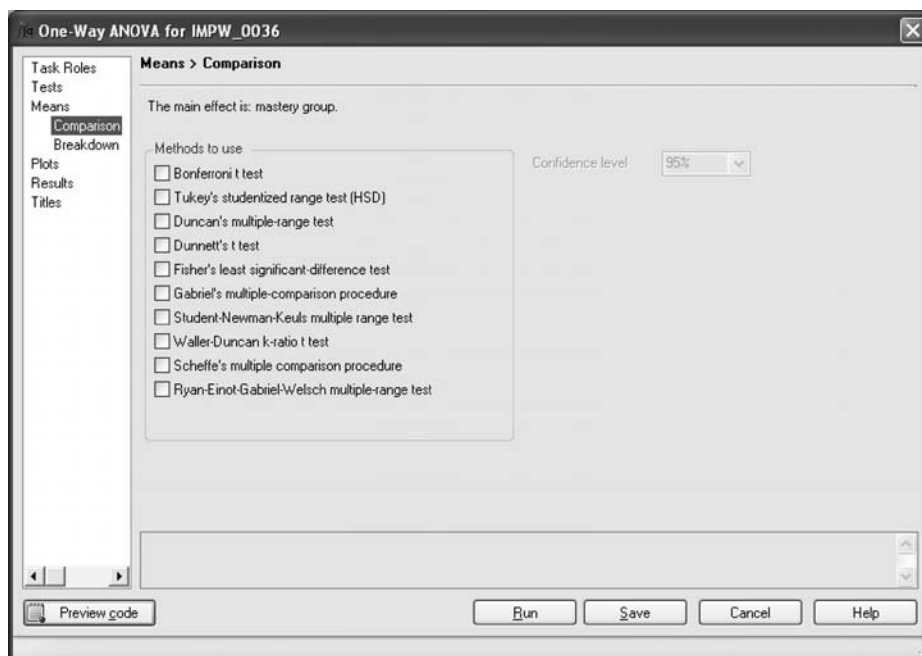 One-Way ANOVA for IMPW_0036
Task Roles
Tests
Means
Comparison
Breakdown
Plots
Results
Titles
Means > Comparison
The main effect is: mastery group.
Methods to use
Bonferroni t test
Tukey's studentized range test (HSD)
Duncan's multiple-range test
Dunnett's t test
Fisher's least significant-difference test
Gabriel's multiple-comparison procedure
Student-Newman-Keuls multiple range test
Waller-Duncan k-ratio t test
Scheffe's multiple comparison procedure
Ryan-Einot-Gabriel-Welsch multiple-range test
Confidence level 95%
Preview code Run Save Cancel Help